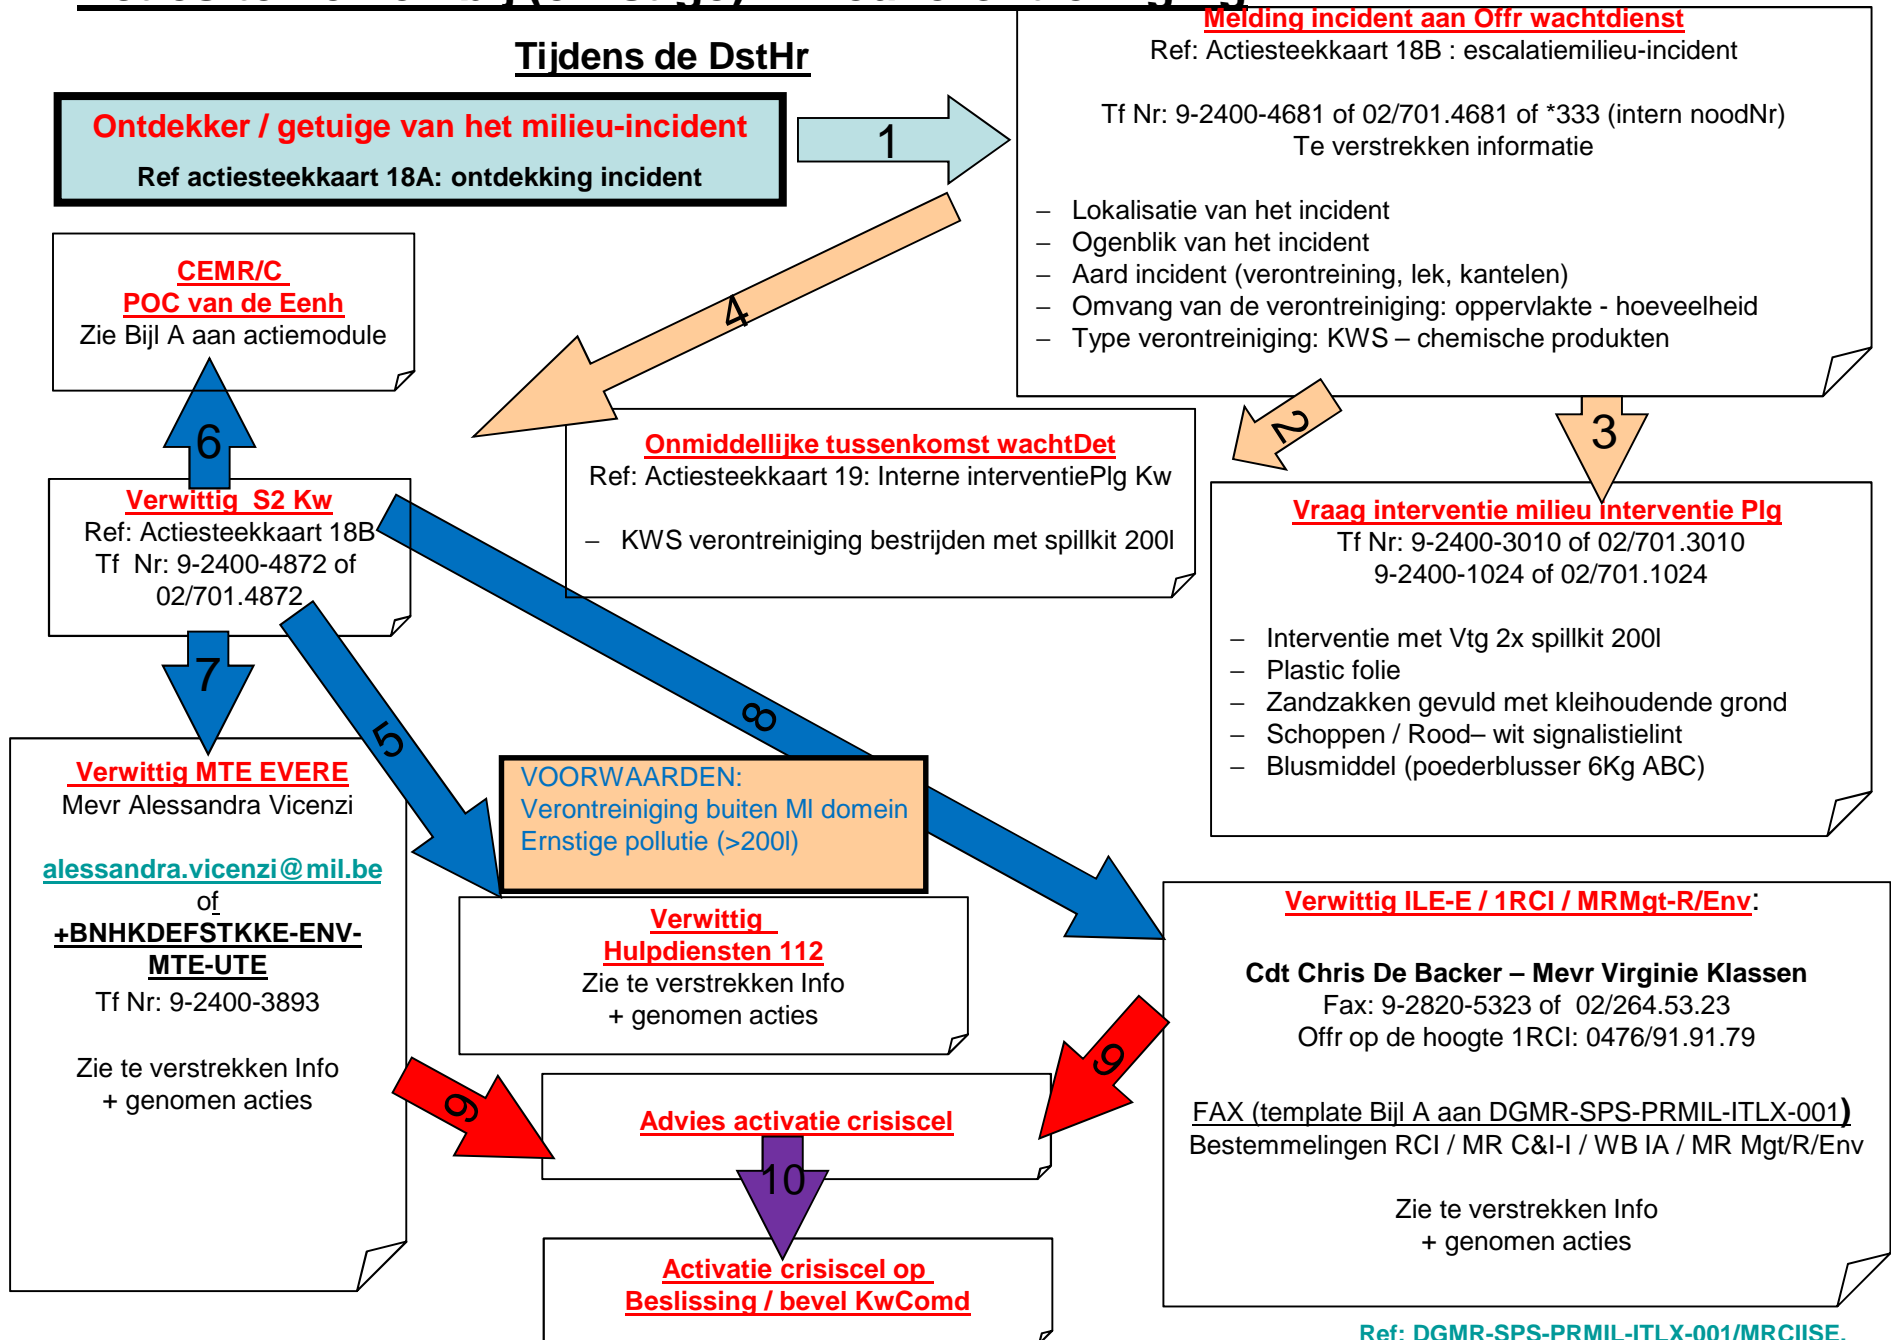 Tijdens de DstHr
Ontdekker / getuige van het milieu-incident
Ref actiesteekkaart 18A: ontdekking incident
1
Melding incident aan Offr wachtdienst
Ref: Actiesteekkaart 18B : escalatiemilieu-incident
Tf Nr: 9-2400-4681 of 02/701.4681 of *333 (intern noodNr)
Te verstrekken informatie
– Lokalisatie van het incident
– Ogenblik van het incident
– Aard incident (verontreining, lek, kantelen)
– Omvang van de verontreiniging: oppervlakte - hoeveelheid
– Type verontreiniging: KWS – chemische produkten
4
2
3
CEMR/C
POC van de Eenh
Zie Bijl A aan actiemodule
6
Onmiddellijke tussenkomst wachtDet
Ref: Actiesteekkaart 19: Interne interventiePlg Kw
– KWS verontreiniging bestrijden met spillkit 200l
Verwittig S2 Kw
Ref: Actiesteekkaart 18B
Tf Nr: 9-2400-4872 of
02/701.4872
Vraag interventie milieu interventie Plg
Tf Nr: 9-2400-3010 of 02/701.3010
9-2400-1024 of 02/701.1024
– Interventie met Vtg 2x spillkit 200l
– Plastic folie
– Zandzakken gevuld met kleihoudende grond
– Schoppen / Rood– wit signalistielint
– Blusmiddel (poederblusser 6Kg ABC)
7
5
8
VOORWAARDEN:
Verontreiniging buiten Ml domein
Ernstige pollutie (>200l)
Verwittig MTE EVERE
Mevr Alessandra Vicenzi
alessandra.vicenzi@mil.be
of
+BNHKDEFSTKKE-ENV-
MTE-UTE
Tf Nr: 9-2400-3893
Zie te verstrekken Info
+ genomen acties
Verwittig
Hulpdiensten 112
Zie te verstrekken Info
+ genomen acties
Verwittig ILE-E / 1RCI / MRMgt-R/Env:
Cdt Chris De Backer – Mevr Virginie Klassen
Fax: 9-2820-5323 of 02/264.53.23
Offr op de hoogte 1RCI: 0476/91.91.79
FAX (template Bijl A aan DGMR-SPS-PRMIL-ITLX-001)
Bestemmelingen RCI / MR C&I-I / WB IA / MR Mgt/R/Env
Zie te verstrekken Info
+ genomen acties
9
9
Advies activatie crisiscel
10
Activatie crisiscel op
Beslissing / bevel KwComd
Ref: DGMR-SPS-PRMIL-ITLX-001/MRCIISE.